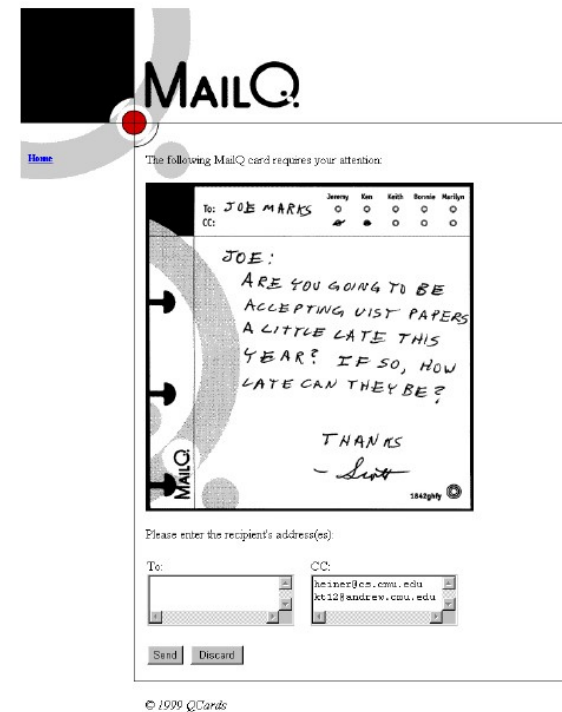 MAILQ
Home
The following MailQ card requires your attention:
Jeremy Ken Keith Bonnie Marilyn
To: JOE MARKS
CC:
JOE:
ARE YOU GOING TO BE
ACCEPTING UIST PAPERS
A LITTLE LATE THIS
YEAR? IF SO, HOW
LATE CAN THEY BE?
THANKS
- Scott
MAILQ
1842ghfy
Please enter the recipient's address(es):
To: CC:
heiner@cs.cmu.edu
kt12@andrew.cmu.edu
Send Discard
© 1999 QCards